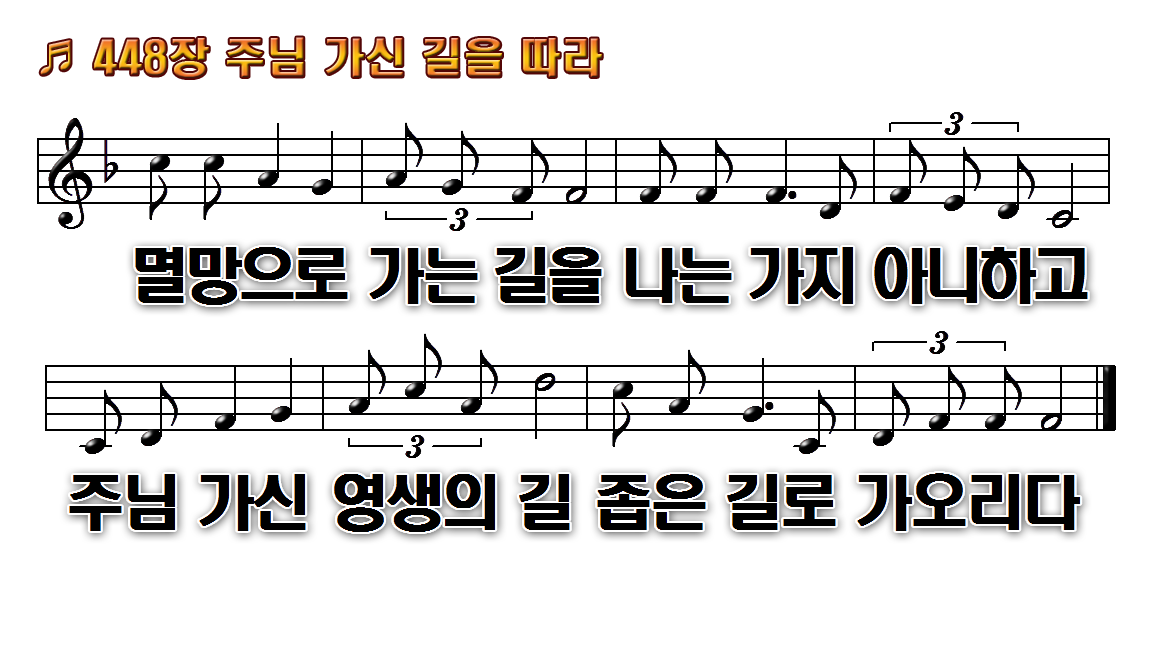 ♬ 448장 주님 가신 길을 따라
3 3
3
멸망으로 가는 길을 나는 가지 아니하고
3
3
주님 가신 영생의 길 좁은 길로 가오리다